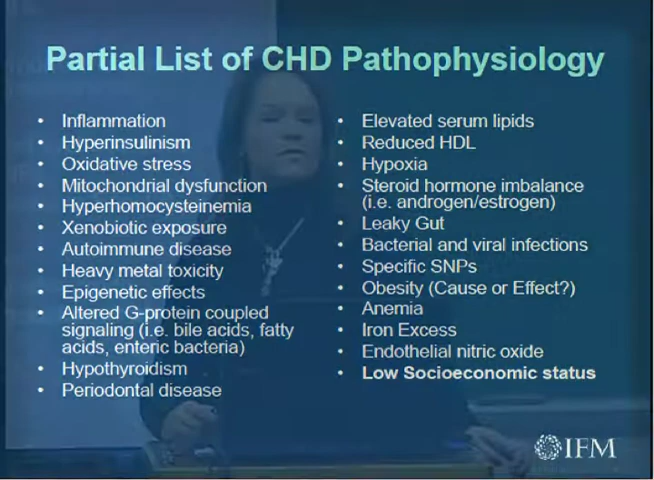 Partial List of CHD Pathophysiology
• Inflammation
• Hyperinsulinism
• Oxidative stress
• Mitochondrial dysfunction
• Hyperhomocysteinemia
• Xenobiotic exposure
• Autoimmune disease
• Heavy metal toxicity
• Epigenetic effects
• Altered G-protein coupled
signaling (i.e. bile acids, fatty
acids, enteric bacteria)
• Hypothyroidism
• Periodontal disease
• Elevated serum lipids
• Reduced HDL
• Hypoxia
• Steroid hormone imbalance
(i.e. androgen/estrogen)
• Leaky Gut
• Bacterial and viral infections
• Specific SNPs
• Obesity (Cause or Effect?)
• Anemia
• Iron Excess
• Endothelial nitric oxide
• Low Socioeconomic status
IFM